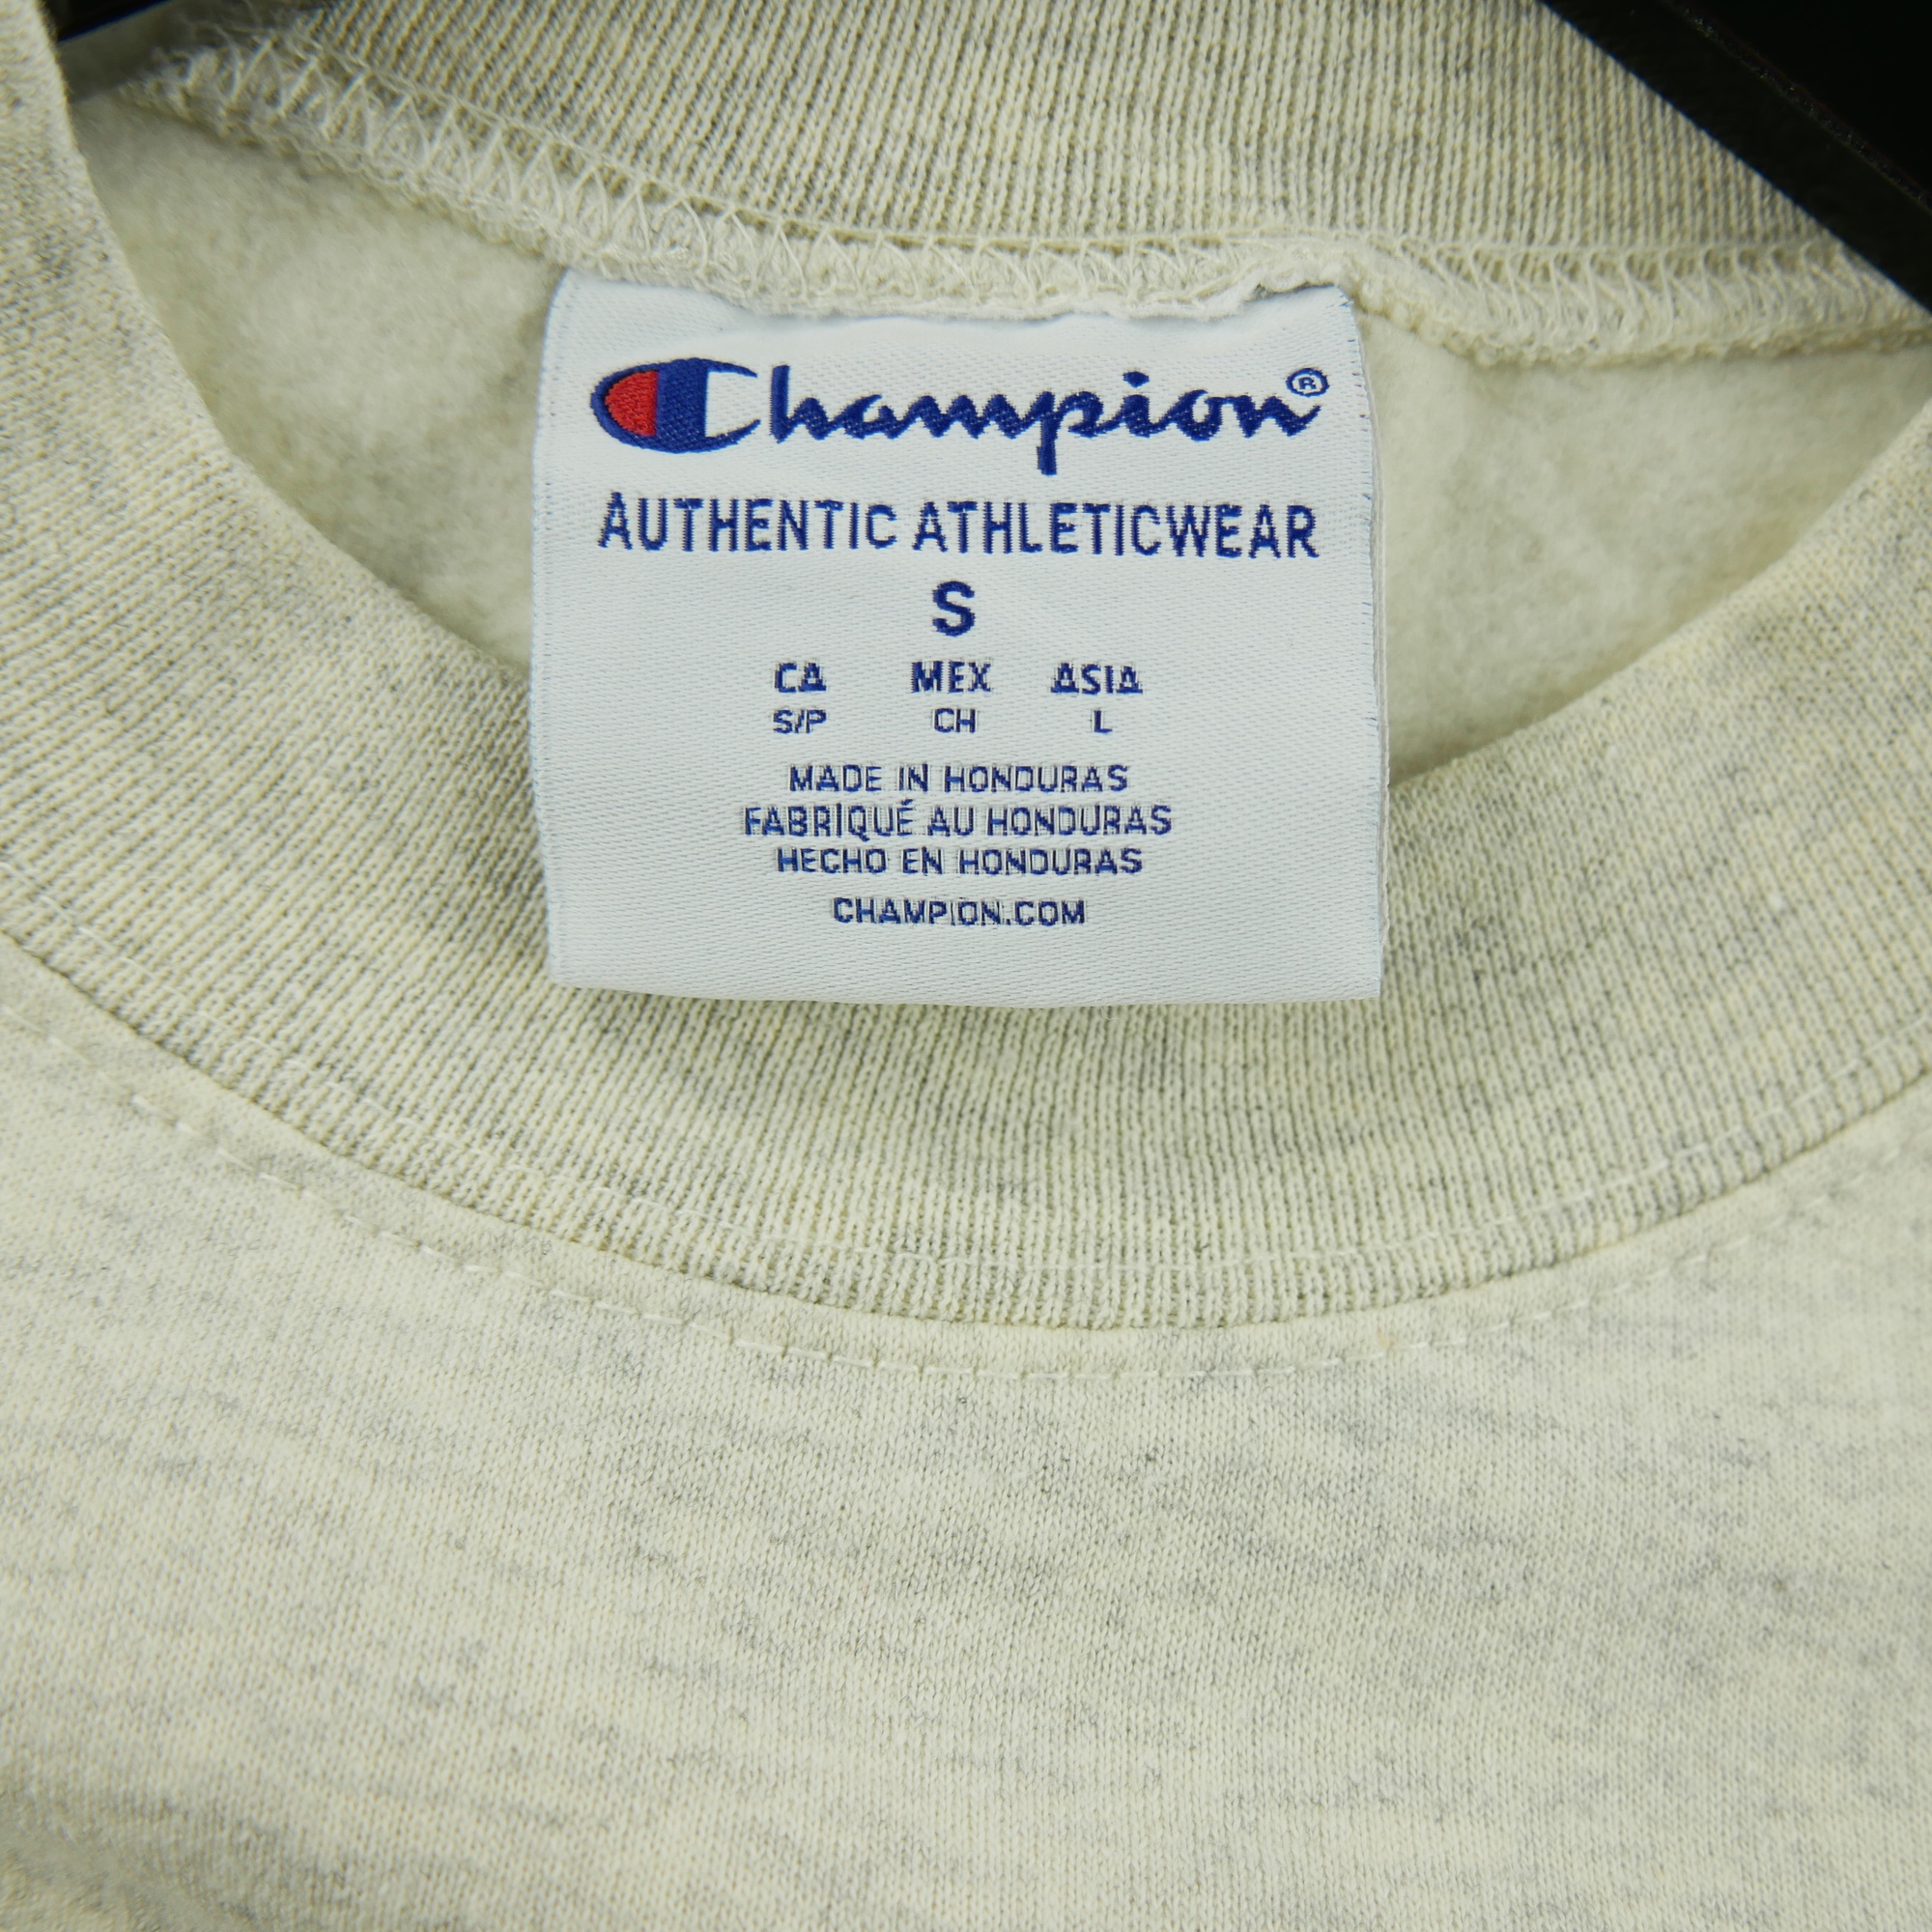 Champion®
AUTHENTIC ATHLETICWEAR
S
CA MEX ASIA
S/P CH L
MADE IN HONDURAS
FABRIQUÉ AU HONDURAS
HECHO EN HONDURAS
CHAMPION.COM